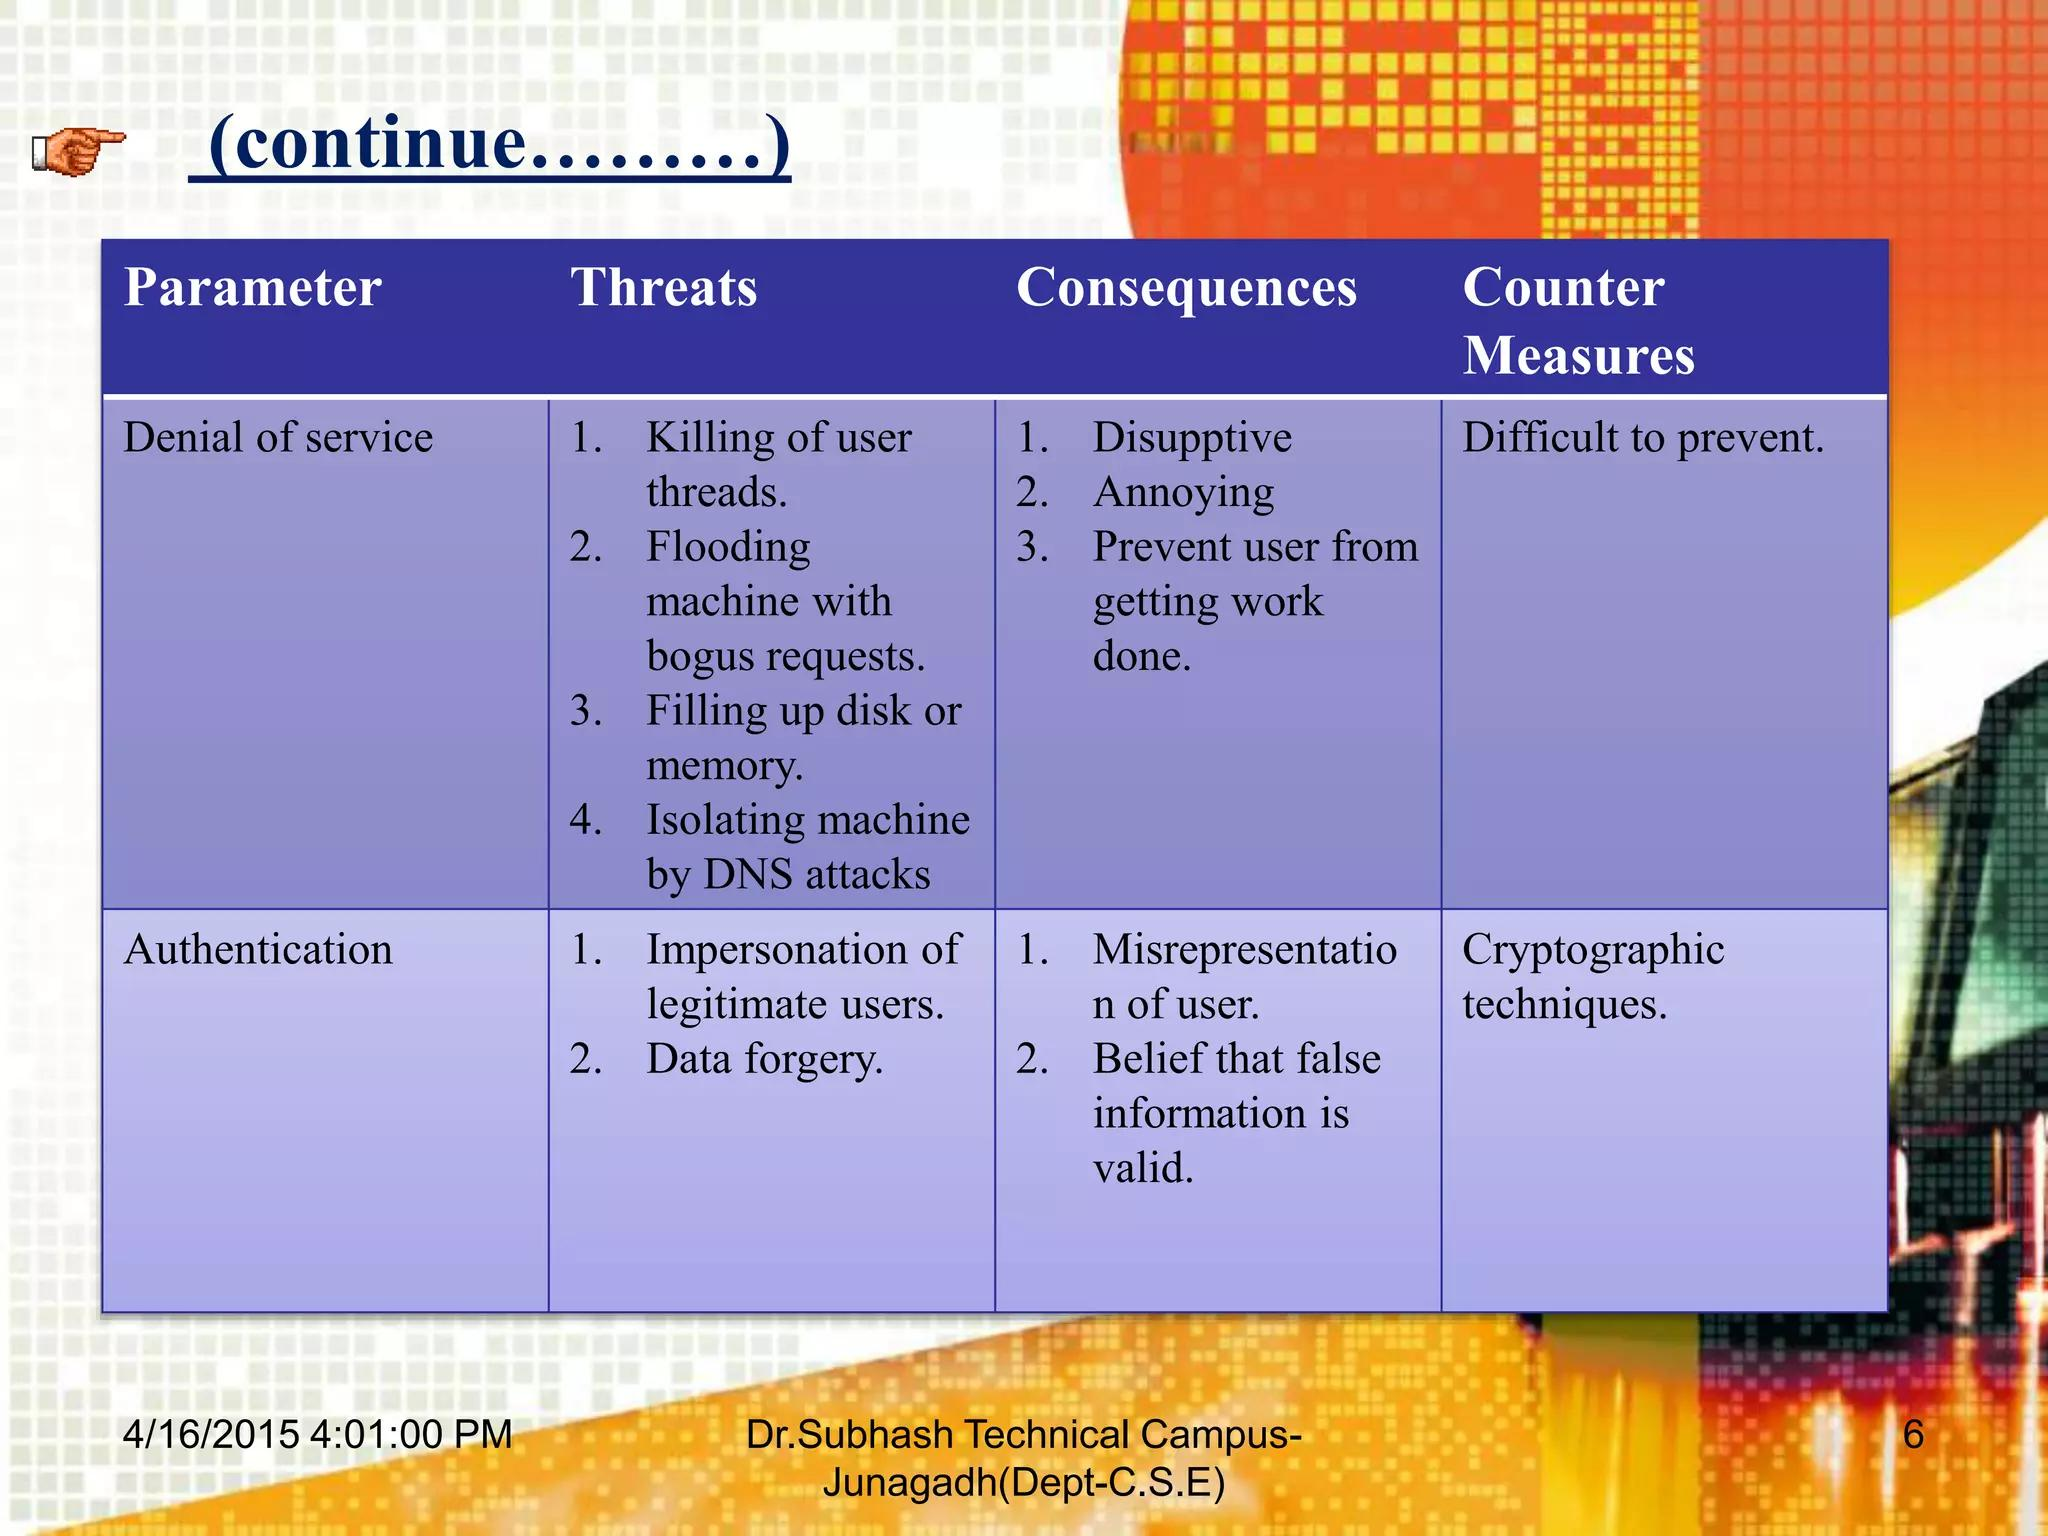 (continue………)
Parameter
Threats
Consequences
Counter
Measures
Denial of service
1. Killing of user
threads.
2. Flooding
machine with
bogus requests.
3. Filling up disk or
memory.
4. Isolating machine
by DNS attacks
1. Disupptive
2. Annoying
3. Prevent user from
getting work
done.
Difficult to prevent.
Authentication
1. Impersonation of
legitimate users.
2. Data forgery.
1. Misrepresentatio
n of user.
2. Belief that false
information is
valid.
Cryptographic
techniques.
4/16/2015 4:01:00 PM
Dr.Subhash Technical Campus-
Junagadh(Dept-C.S.E)
6